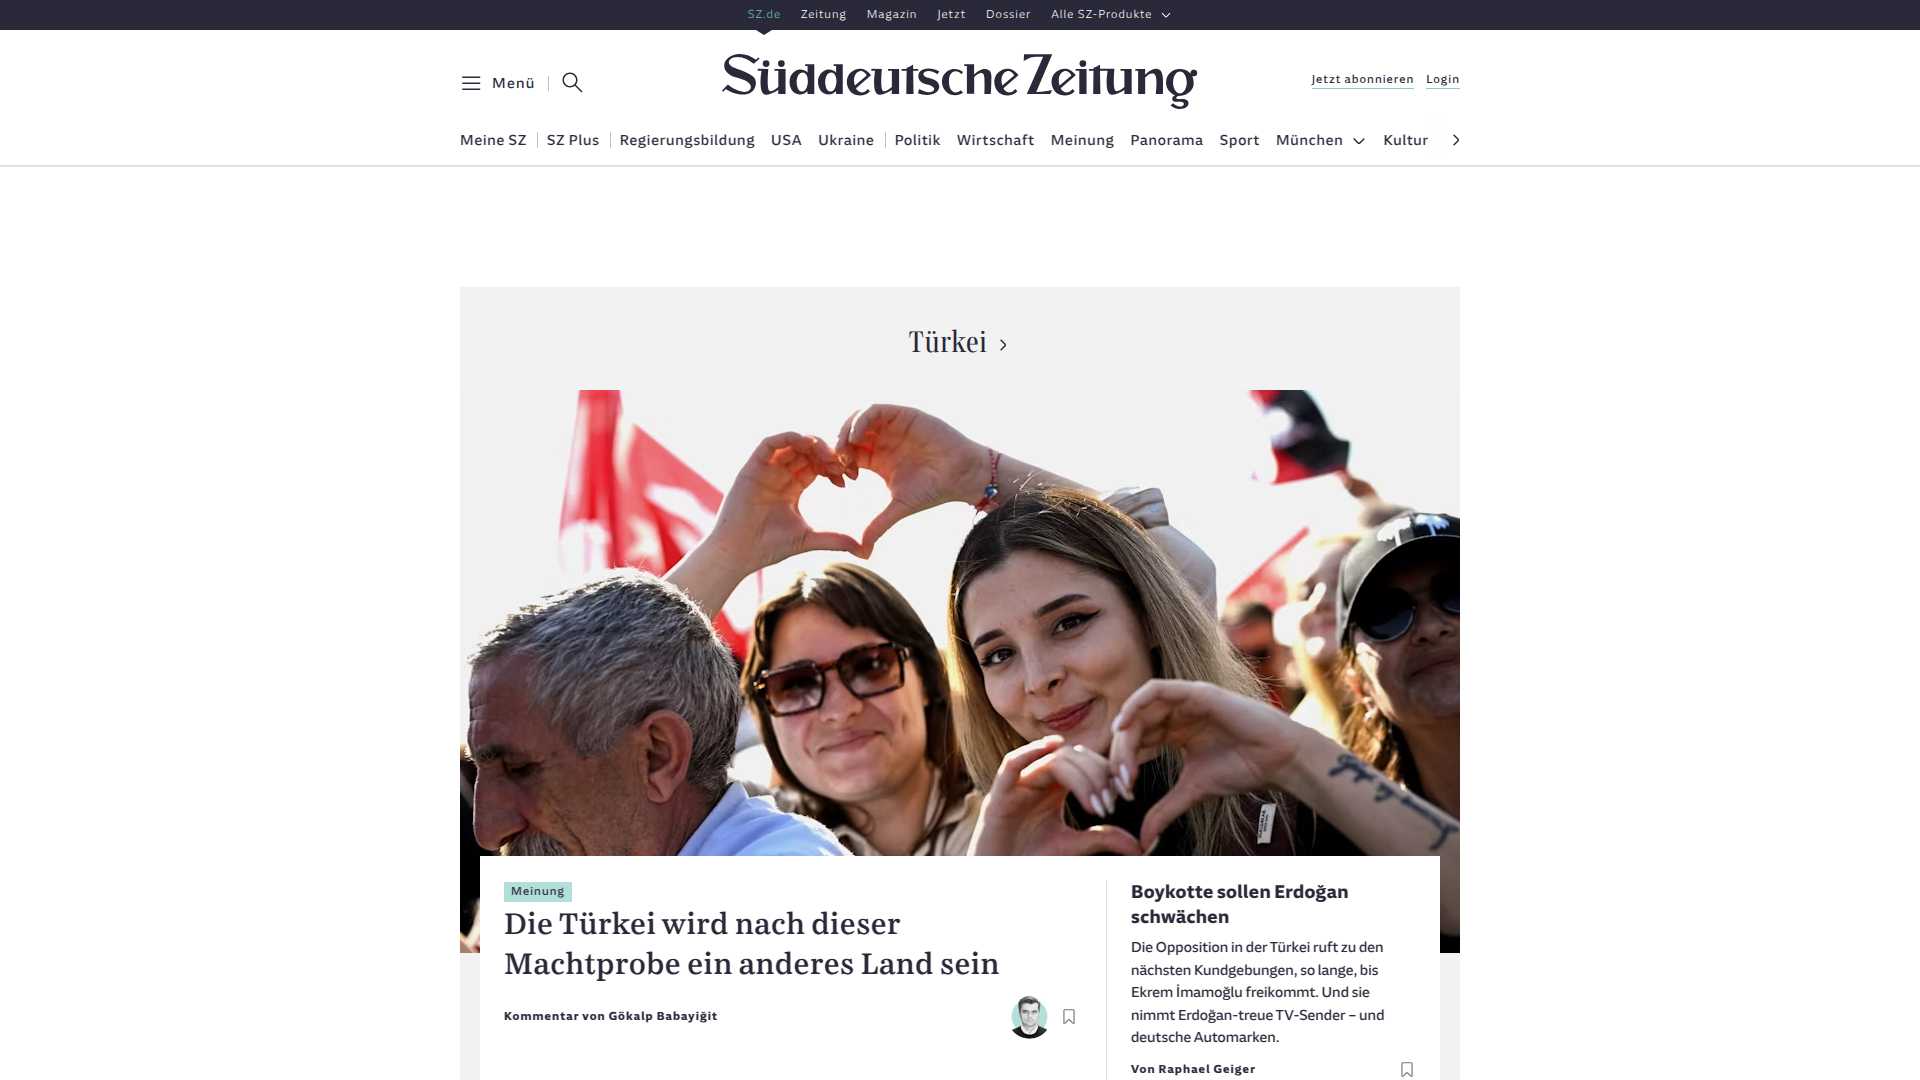 SZ.de Zeitung Magazin Jetzt Dossier Alle SZ-Produkte
Menü
Süddeutsche Zeitung
Jetzt abonnieren Login
Meine SZ SZ Plus Regierungsbildung USA Ukraine Politik Wirtschaft Meinung Panorama Sport München Kultur
Türkei
Meinung
Die Türkei wird nach dieser
Machtprobe ein anderes Land sein
Kommentar von Gökalp Babayiğit
Boykotte sollen Erdoğan
schwächen
Die Opposition in der Türkei ruft zu den
nächsten Kundgebungen, so lange, bis
Ekrem İmamoğlu freikommt. Und sie
nimmt Erdoğan-treue TV-Sender – und
deutsche Automarken.
Von Raphael Geiger